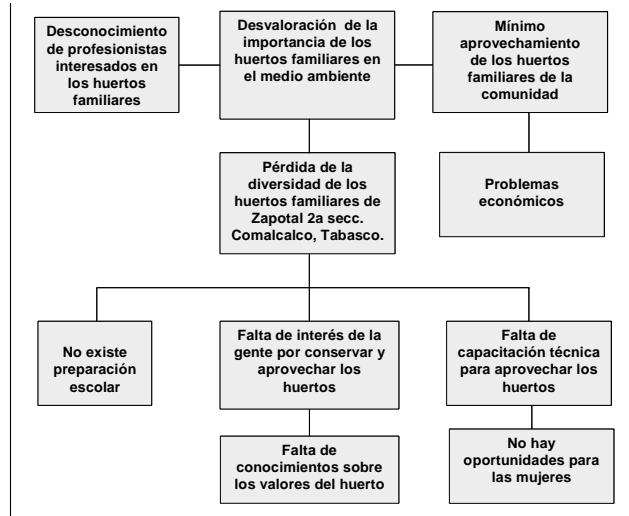 Desconocimiento
de profesionistas
interesados en
los huertos
familiares
Desvaloración de la
importancia de los
huertos familiares en
el medio ambiente
Mínimo
aprovechamiento
de los huertos
familiares de la
comunidad
Pérdida de la
diversidad de los
huertos familiares de
Zapotal 2a secc.
Comalcalco, Tabasco.
Problemas
económicos
No existe
preparación
escolar
Falta de interés de la
gente por conservar y
aprovechar los
huertos
Falta de
capacitación técnica
para aprovechar los
huertos
Falta de
conocimientos sobre
los valores del huerto
No hay
oportunidades para
las mujeres